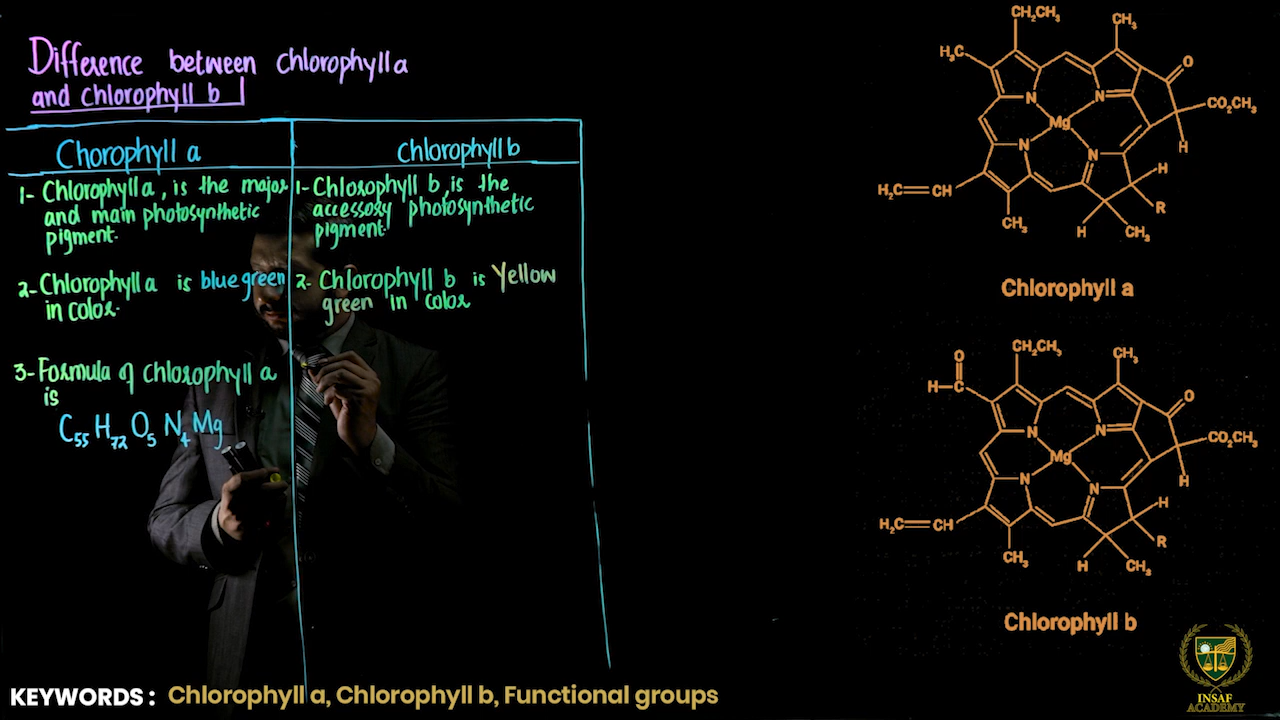 Difference between chlorophyll a
and Chlorophyll b
Chorophyll a
Chlorophyll b
1- Chlorophyll a, is the major
and main photosynthetic
pigment.
1- Chlorophyll b, is the
accessory photosynthetic
pigment.
2- Chlorophyll a is blue green
in color.
2- Chlorophyll b is Yellow
green in color
3- Formula of chlorophyll a
is
C₅₅ H₇₂ O₅ N₄ Mg
CH₂CH₃
CH₃
H₃C
O
N
N
Mg
CO₂CH₃
N
N
H
H
H₂C=CH
R
CH₃
H
CH₃
Chlorophyll a
CH₂CH₃
CH₃
O
H-C
O
N
N
CO₂CH₃
Mg
N
N
H
H
H₂C=CH
R
CH₃
H
CH₃
Chlorophyll b
KEYWORDS : Chlorophyll a, Chlorophyll b, Functional groups
INSAF
ACADEMY